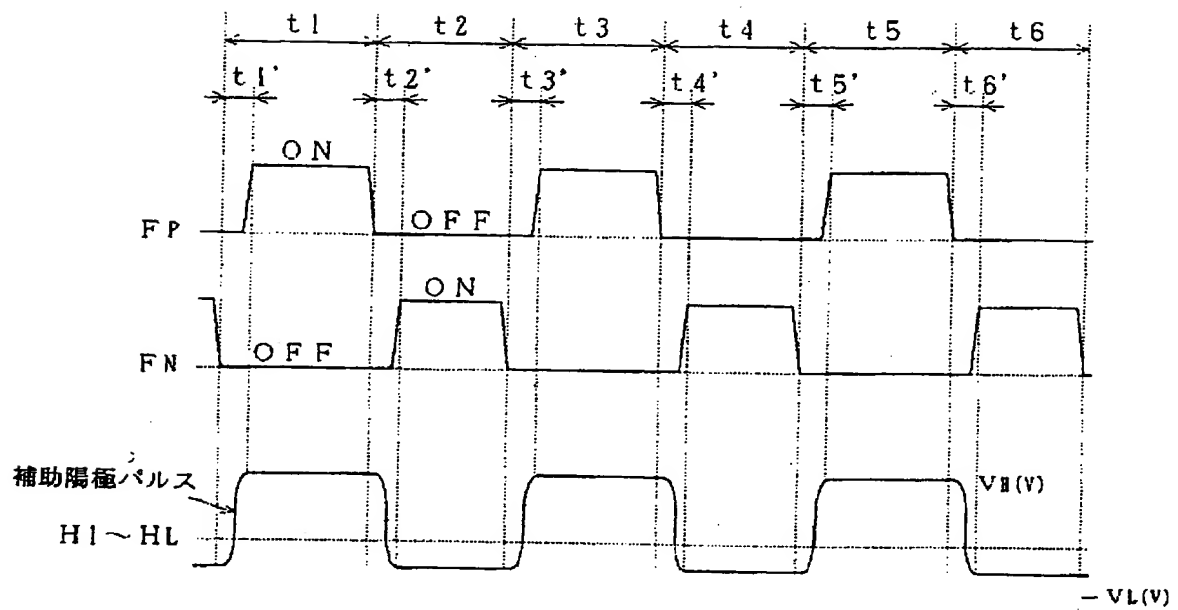 t1 t2 t3 t4 t5 t6
t1' t2' t3' t4' t5' t6'
ON
FP OFF
ON
FN OFF
補助陽極パルス
VH(V)
H1～HL
－VL(V)